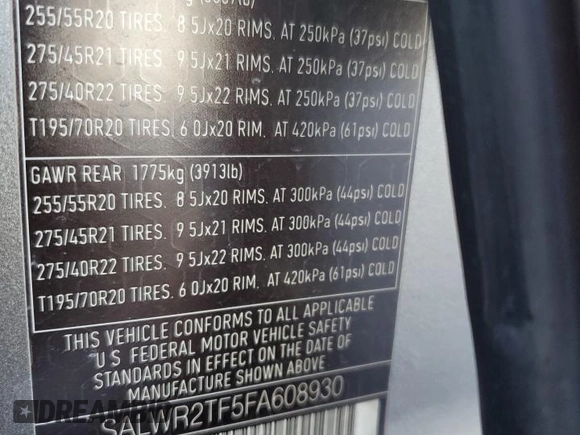 255/55R20 TIRES. 8 5Jx20 RIMS. AT 250kPa (37psi) COLD
275/45R21 TIRES. 9 5Jx21 RIMS. AT 250kPa (37psi) COLD
275/40R22 TIRES. 9 5Jx22 RIMS. AT 250kPa (37psi) COLD
T195/70R20 TIRES. 6 0Jx20 RIM. AT 420kPa (61psi) COLD
GAWR REAR 1775kg (3913lb)
255/55R20 TIRES. 8 5Jx20 RIMS. AT 300kPa (44psi) COLD
275/45R21 TIRES. 9 5Jx21 RIMS. AT 300kPa (44psi) COLD
275/40R22 TIRES. 9 5Jx22 RIMS. AT 300kPa (44psi) COLD
T195/70R20 TIRES. 6 0Jx20 RIM. AT 420kPa (61psi) COLD
THIS VEHICLE CONFORMS TO ALL APPLICABLE
U S FEDERAL MOTOR VEHICLE SAFETY
STANDARDS IN EFFECT ON THE DATE OF
MANUFACTURE SHOWN ABOVE
SALWR2TF5FA608930